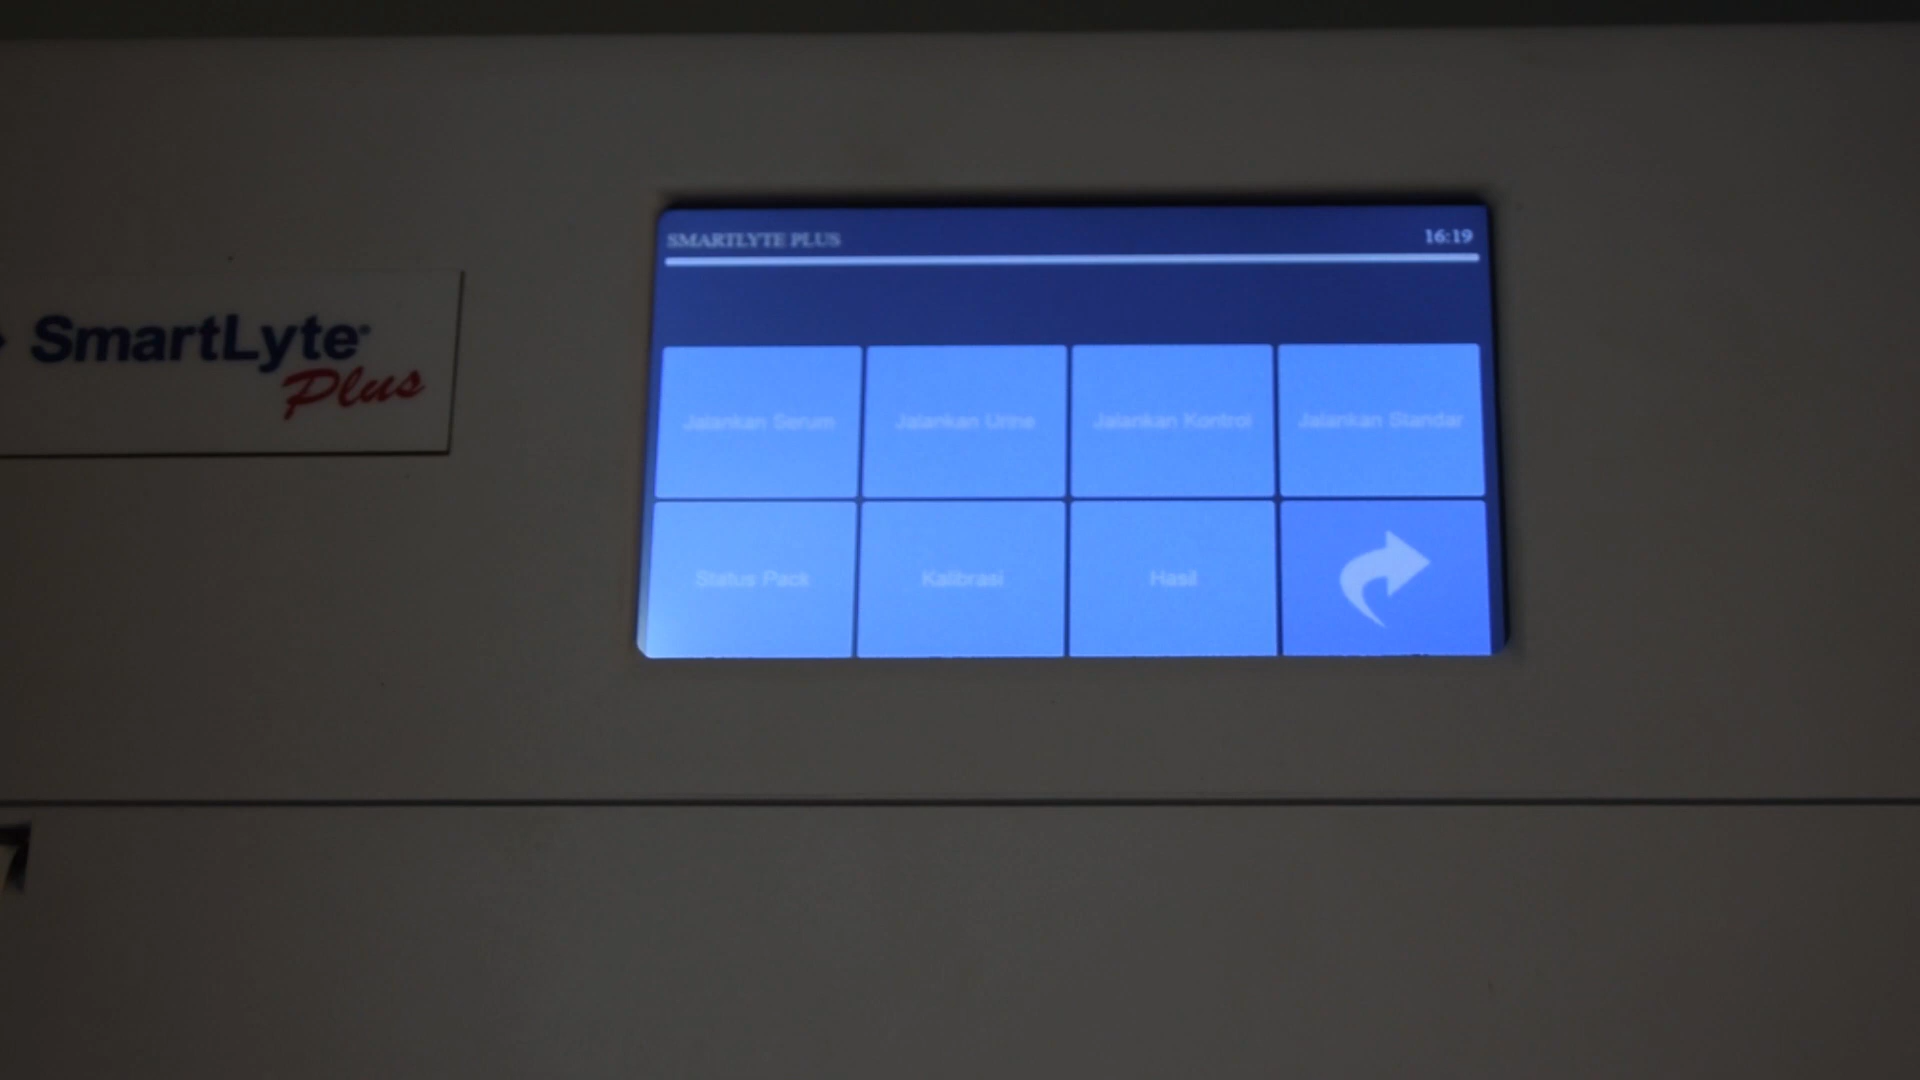 SmartLyte
Plus
SMARTLYTE PLUS 16:19
Jalankan Serum Jalankan Urine Jalankan Kontrol Jalankan Standar
Status Pack Kalibrasi Hasil